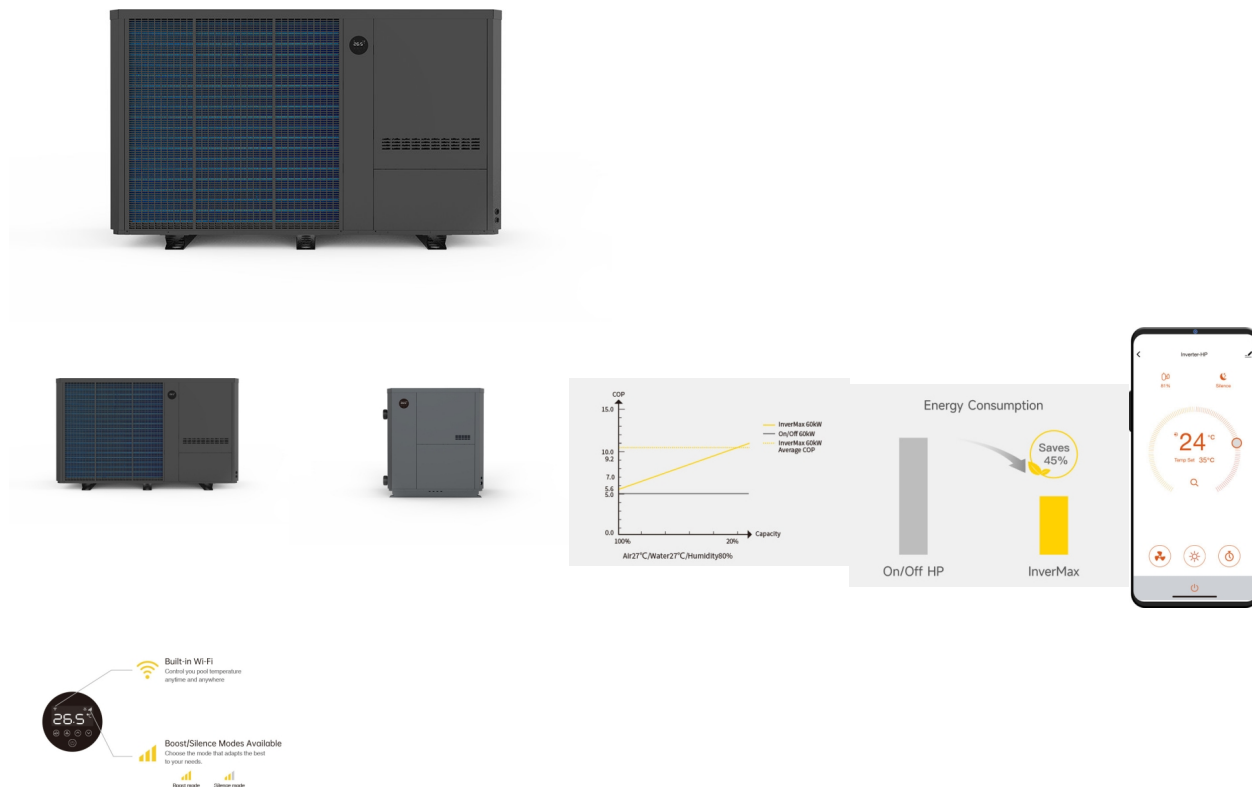 26.5°
COP
15.0
10.0
9.2
7.0
5.6
5.0
0.0
100%
20%
Capacity
InverMax 60kW
On/Off 60kW
InverMax 60kW
Average COP
Air27℃/Water27℃/Humidity80%
Energy Consumption
Saves
45%
On/Off HP
InverMax
Inverter-HP
81%
Silence
24 °C
Temp Set 35°C
26.5°
Built-in Wi-Fi
Control you pool temperature
anytime and anywhere
Boost/Silence Modes Available
Choose the mode that adapts the best
to your needs.
Boost mode
Silence mode